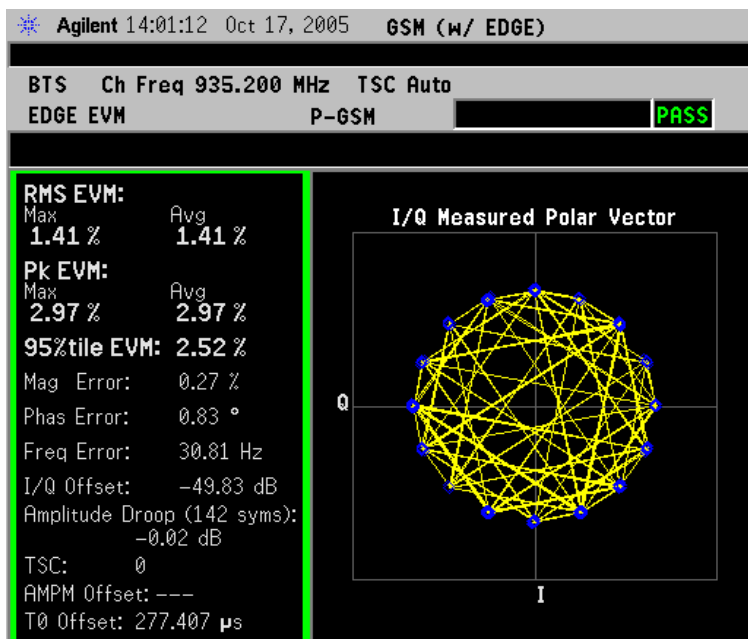 Agilent 14:01:12 Oct 17, 2005 GSM (w/ EDGE)
BTS Ch Freq 935.200 MHz TSC Auto
EDGE EVM P-GSM PASS
RMS EVM:
Max Avg
1.41 % 1.41 %
Pk EVM:
Max Avg
2.97 % 2.97 %
95%tile EVM: 2.52 %
Mag Error: 0.27 %
Phas Error: 0.83 °
Freq Error: 30.81 Hz
I/Q Offset: -49.83 dB
Amplitude Droop (142 syms):
-0.02 dB
TSC: 0
AMPM Offset: ---
T0 Offset: 277.407 µs
I/Q Measured Polar Vector
Q
I